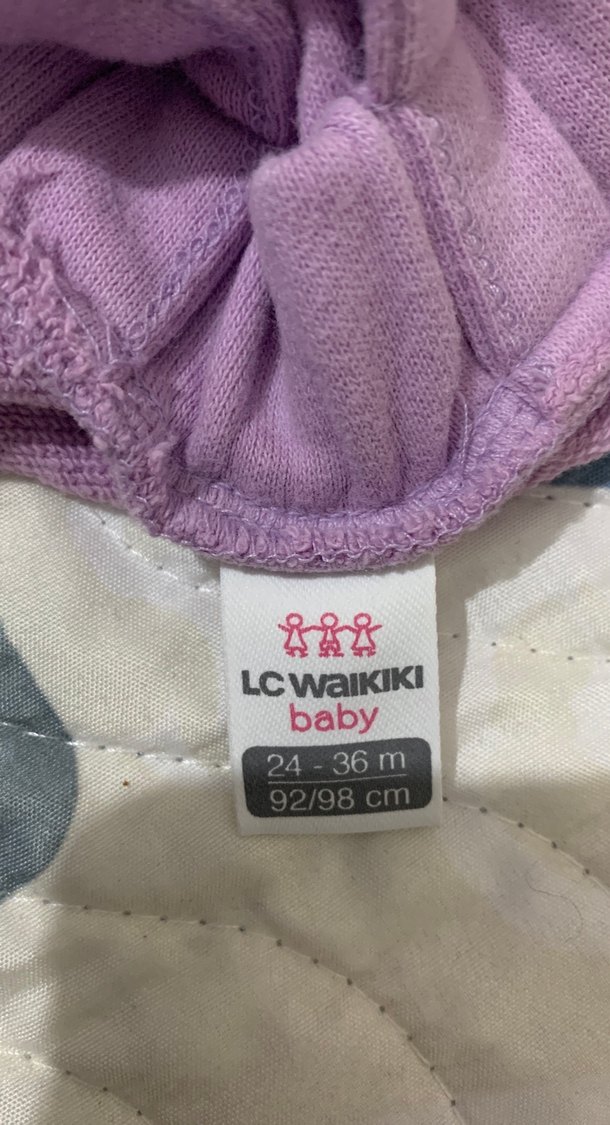 LC WAIKIKI
baby
24 - 36 m
92/98 cm